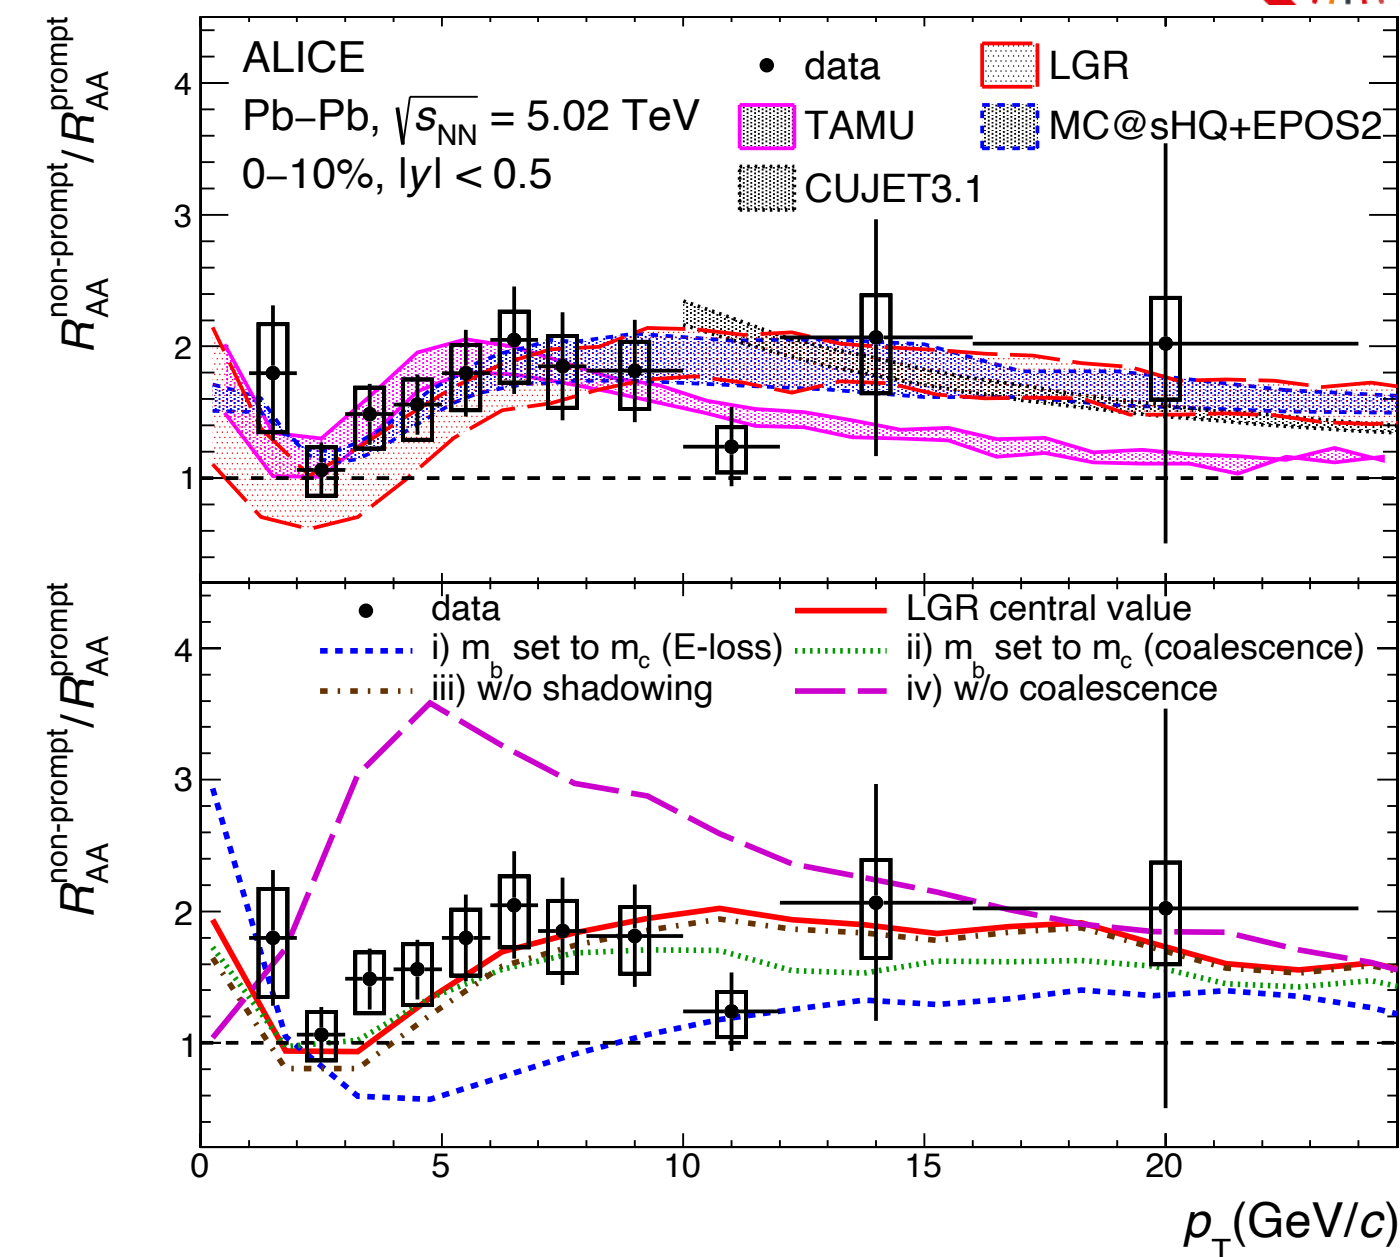 ALICE
Pb–Pb, √sNN = 5.02 TeV
0–10%, |y| < 0.5
data
LGR
TAMU
MC@sHQ+EPOS2
CUJET3.1
R_AA^non-prompt / R_AA^prompt
4
3
2
1
data
LGR central value
i) m_b set to m_c (E-loss)
ii) m_b set to m_c (coalescence)
iii) w/o shadowing
iv) w/o coalescence
R_AA^non-prompt / R_AA^prompt
4
3
2
1
0 5 10 15 20
p_T (GeV/c)